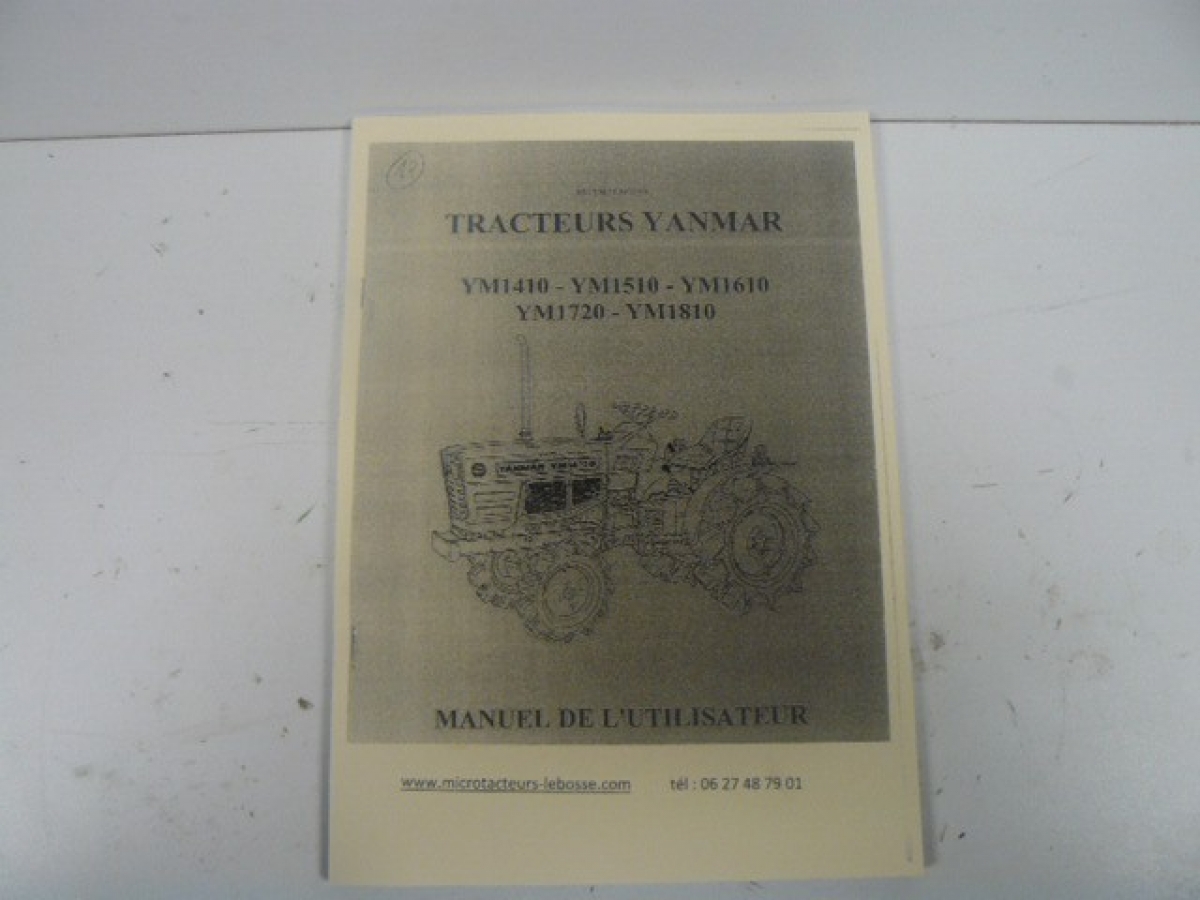 TRACTEURS YANMAR
YM1410 - YM1510 - YM1610
YM1720 - YM1810
YANMAR
MANUEL DE L'UTILISATEUR
www.microtacteurs-lebosse.com tél : 06 27 48 79 01